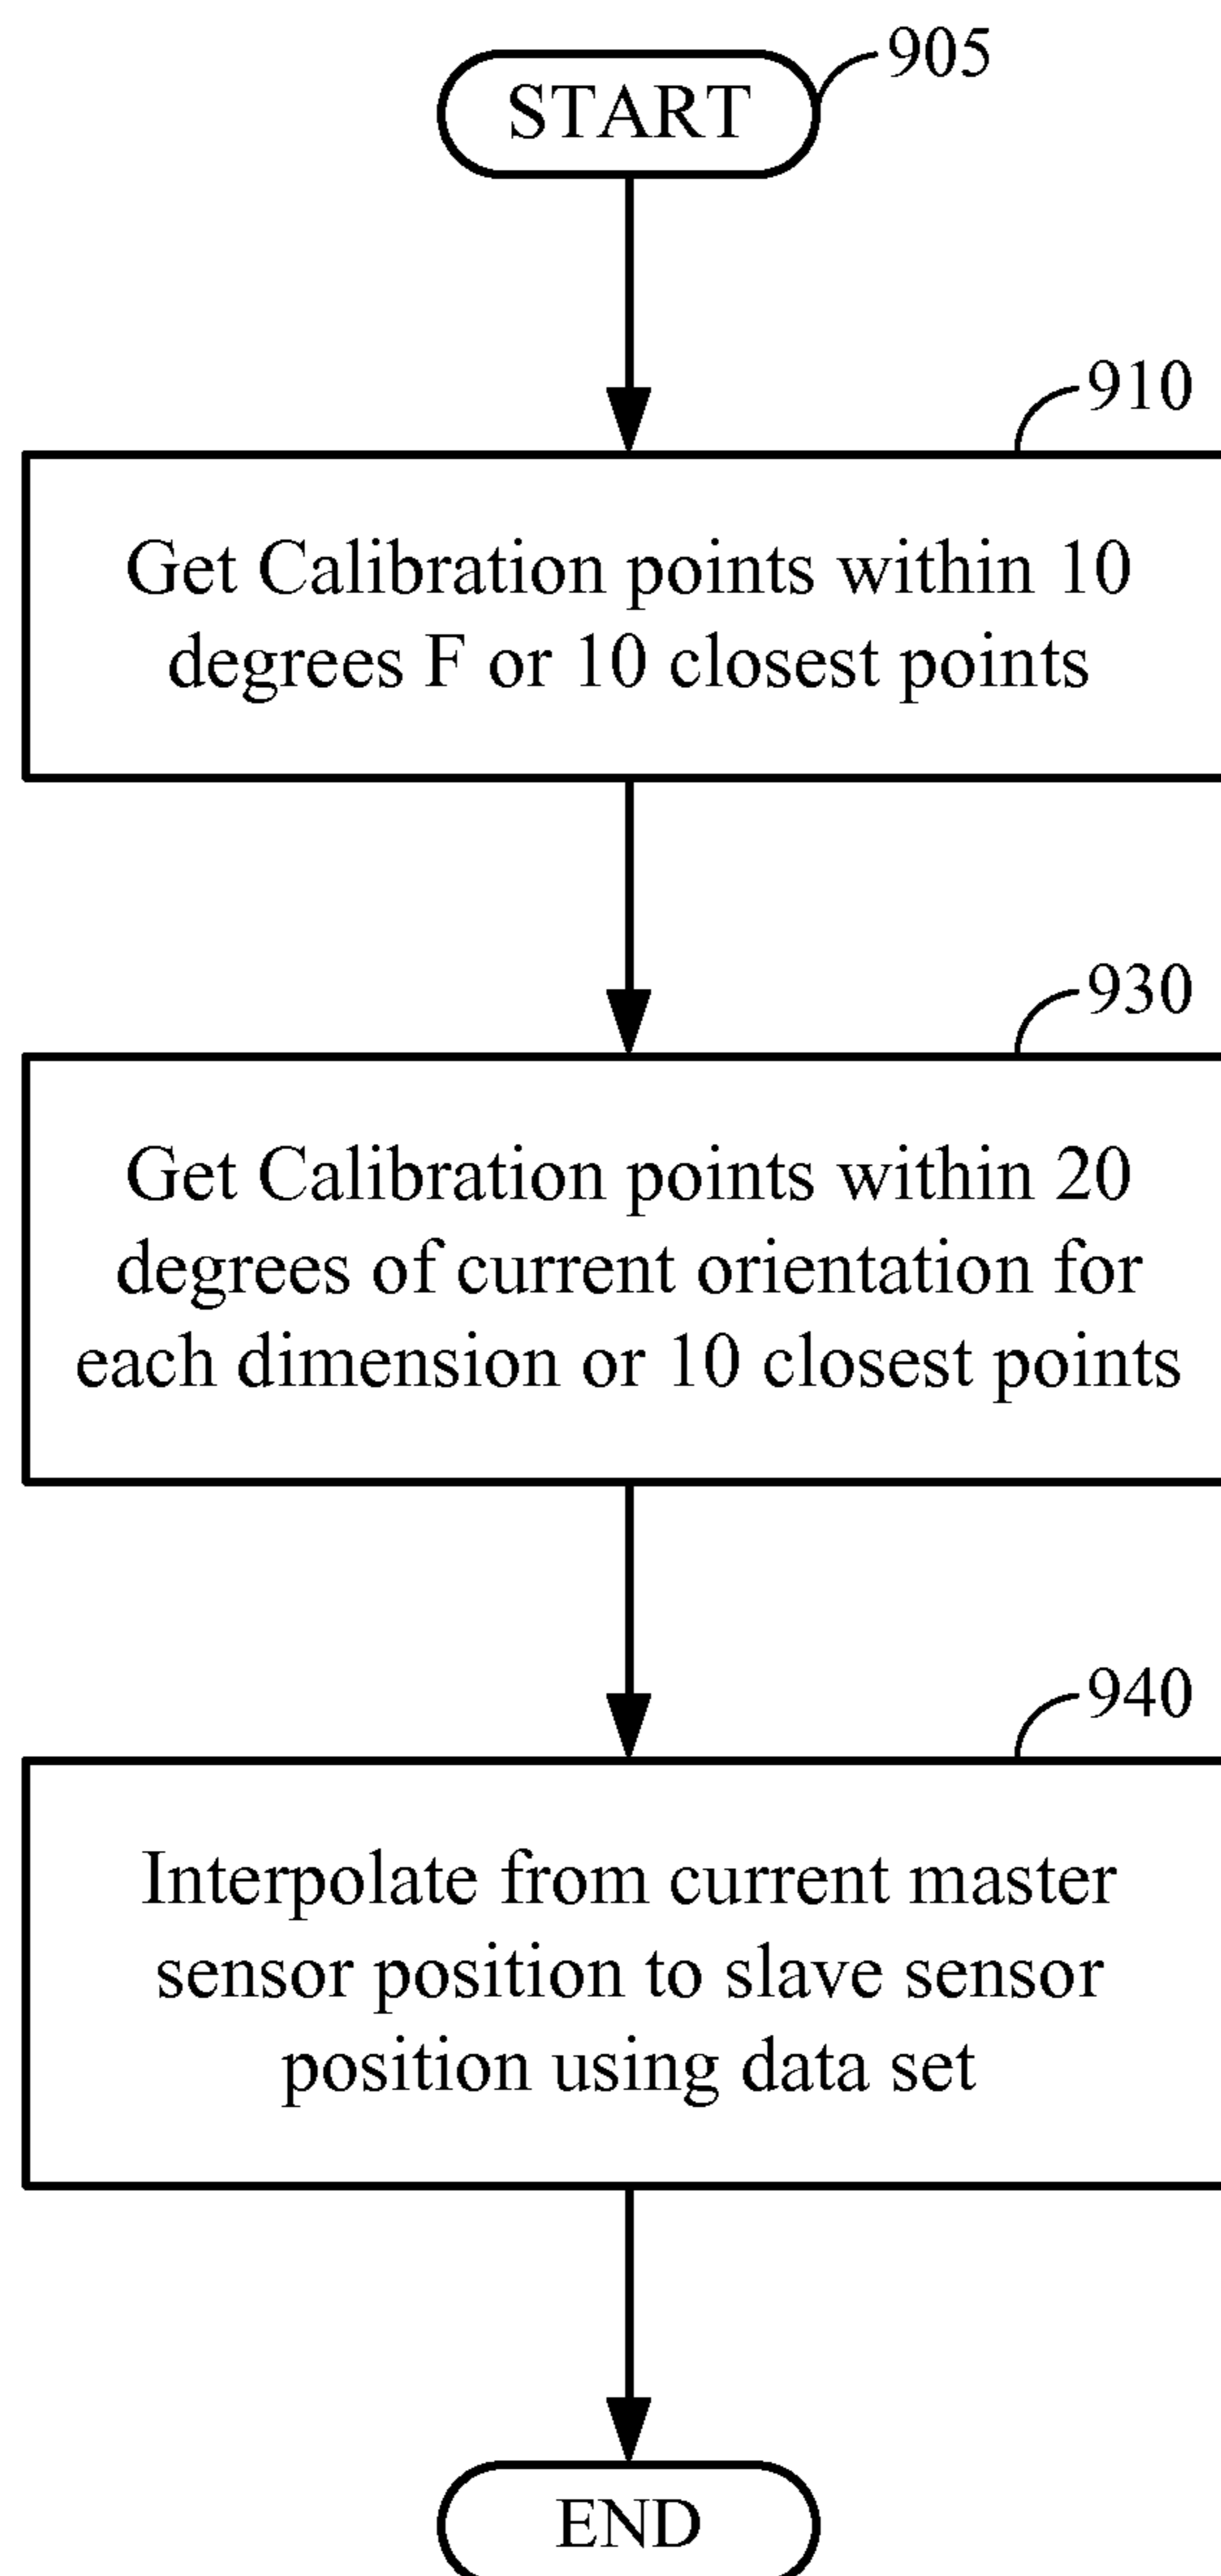 START
905
910
Get Calibration points within 10
degrees F or 10 closest points
930
Get Calibration points within 20
degrees of current orientation for
each dimension or 10 closest points
940
Interpolate from current master
sensor position to slave sensor
position using data set
END